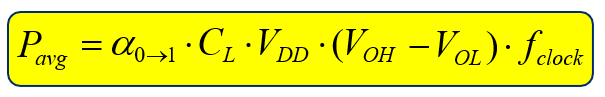 P_avg = α_0→1 · C_L · V_DD · (V_OH − V_OL) · f_clock